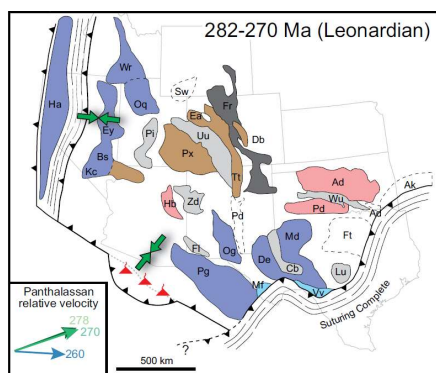 282-270 Ma (Leonardian)
Wr
Sw
Ha
Oq
Fr
Ea
Ey
Pi
Uu
Db
Px
Bs
Tt
Kc
Ad
Ak
Hb
Zd
Wu
Pd
Pd
Ad
Fl
Og
Md
Ft
Pg
De
Cb
Lu
Mf
Vv
Suturing Complete
Panthalassan
relative velocity
278
270
260
?
500 km